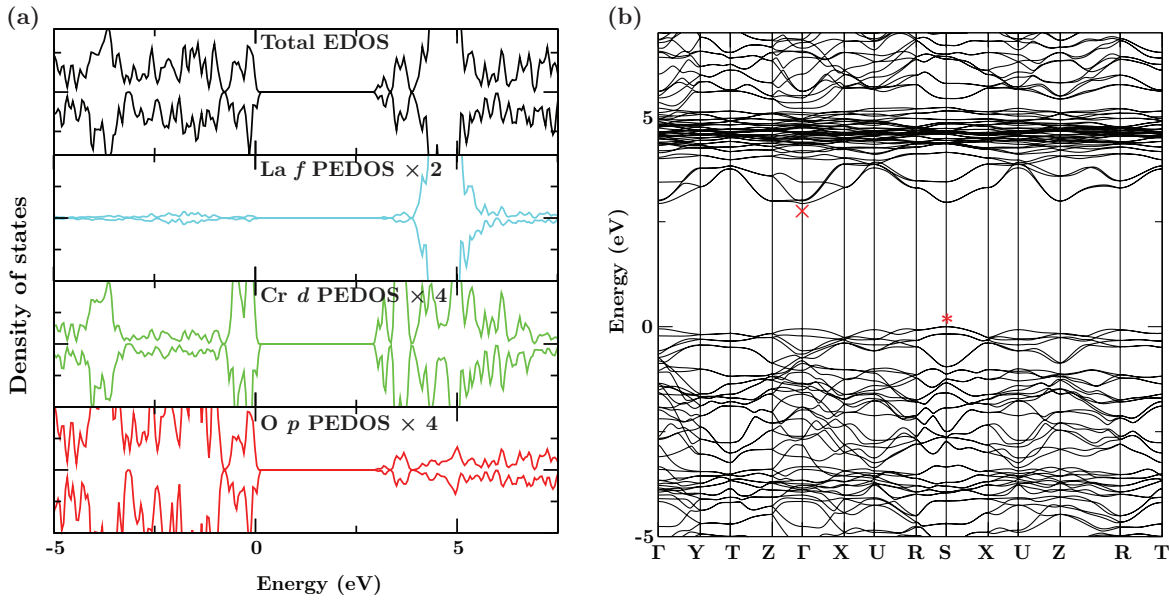 (a)
Total EDOS
La f PEDOS × 2
Cr d PEDOS × 4
O p PEDOS × 4
Density of states
-5 0 5
Energy (eV)
(b)
5
0
-5
Energy (eV)
Γ Y T Z Γ X U R S X U Z R T